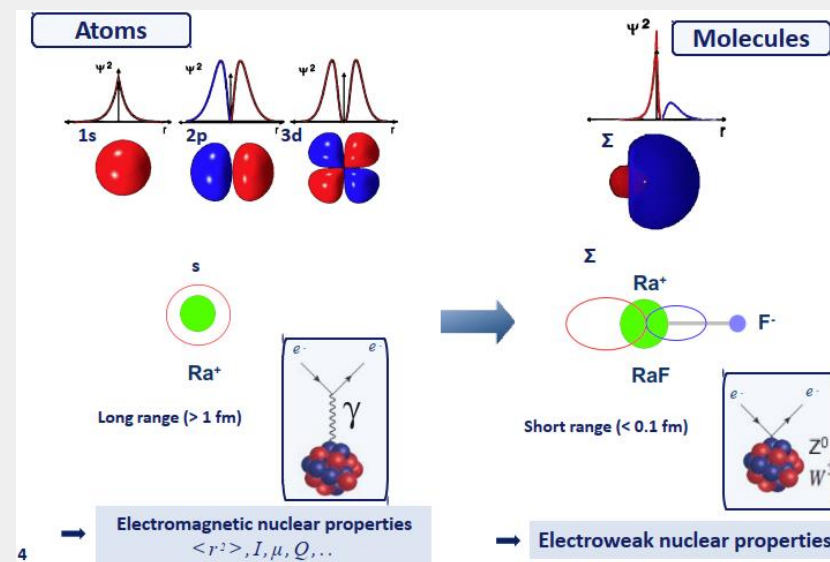 Atoms
Ψ²
r
1s
Ψ²
r
2p
Ψ²
r
3d
s
Ra⁺
Long range (> 1 fm)
e⁻ e⁻
γ
Electromagnetic nuclear properties
<r²>, I, μ, Q, . .
4
Ψ²
Molecules
r
Σ
Σ
Ra⁺
F⁻
RaF
Short range (< 0.1 fm)
e⁻ e⁻
Z⁰
Electroweak nuclear properties